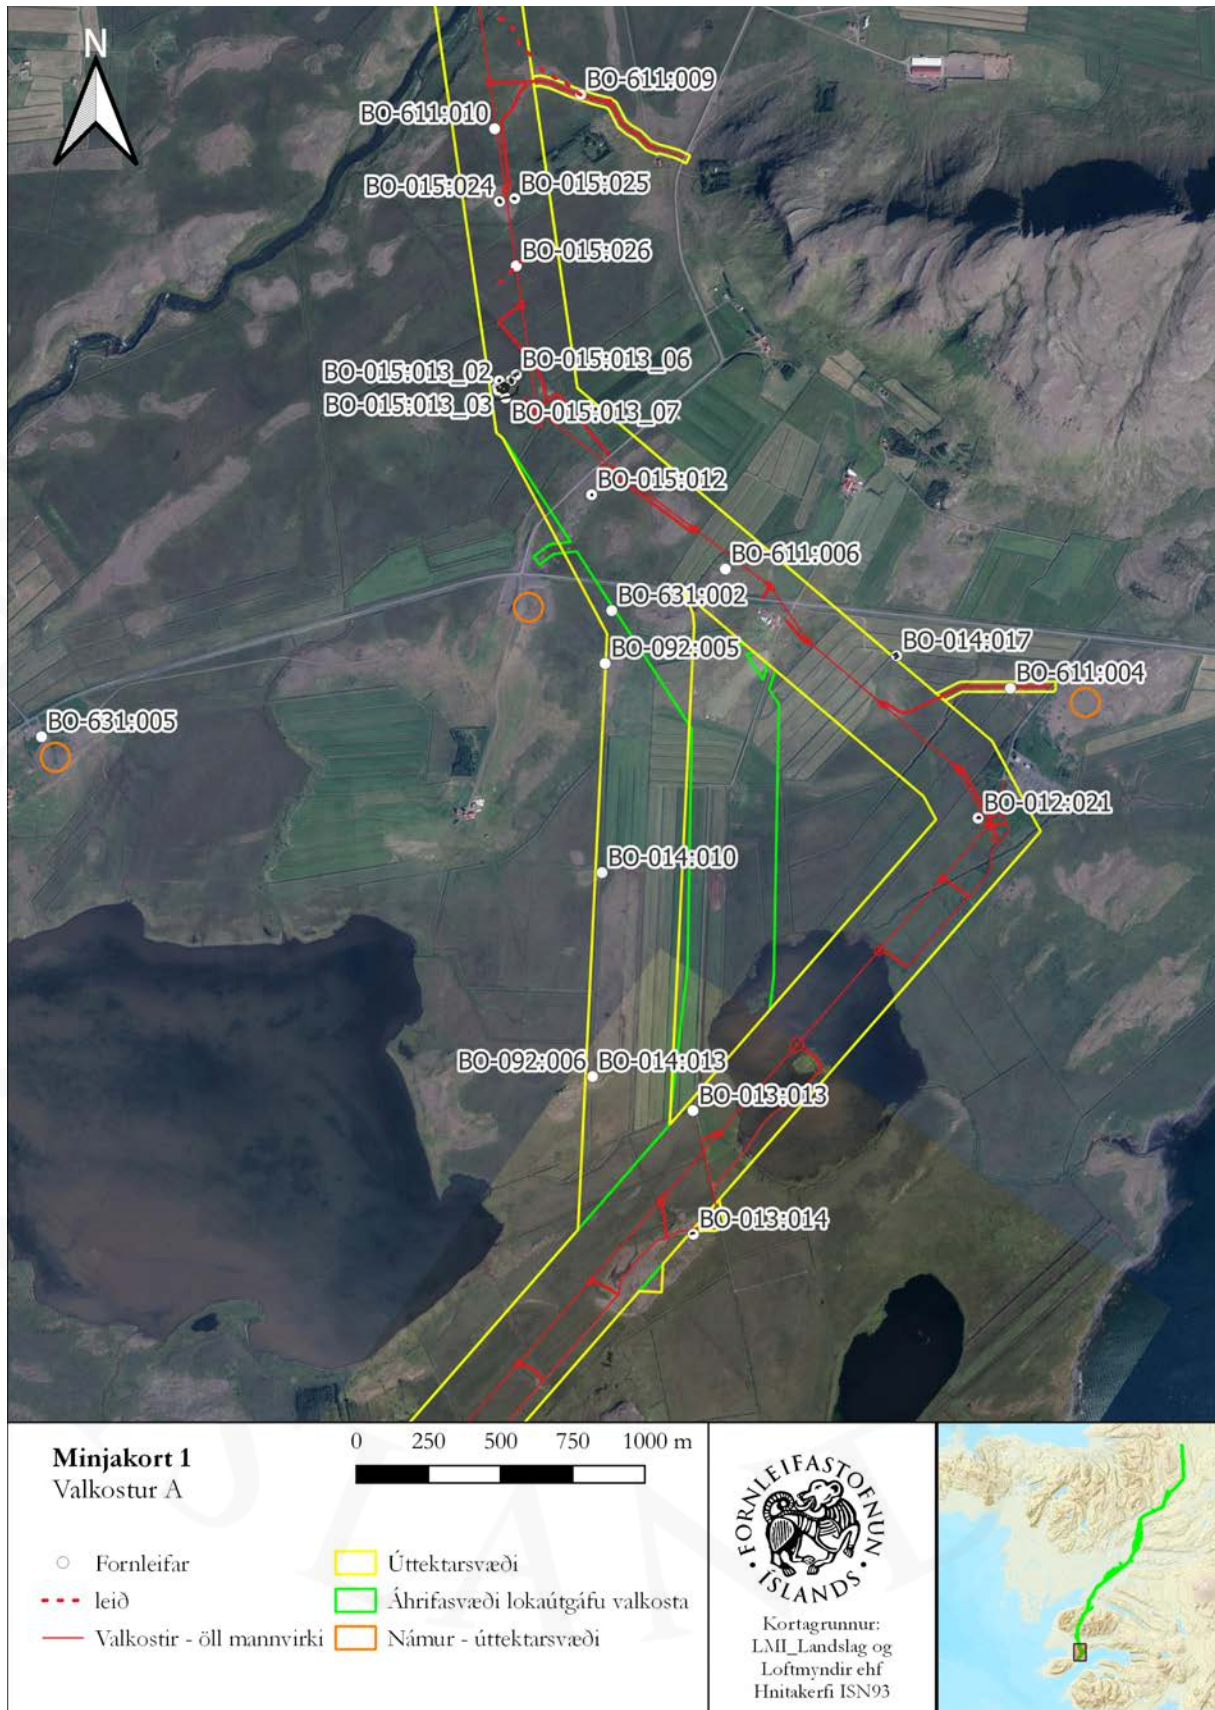 N
BO-611:009
BO-611:010
BO-015:024
BO-015:025
BO-015:026
BO-015:013_06
BO-015:013_02
BO-015:013_03
BO-015:013_07
BO-015:012
BO-611:006
BO-631:002
BO-092:005
BO-014:017
BO-611:004
BO-631:005
BO-012:021
BO-014:010
BO-092:006
BO-014:013
BO-013:013
BO-013:014
Minjakort 1
Valkostur A
0 250 500 750 1000 m
Fornleifar
leið
Valkostir - öll mannvirki
Úttektarsvæði
Áhrifasvæði lokaútgáfu valkosta
Námur - úttektarsvæði
FORNLEIFASTOFNUN
ÍSLANDS
Kortagrunnur:
LMI_Landslag og
Loftmyndir ehf
Hnitakerfi ISN93